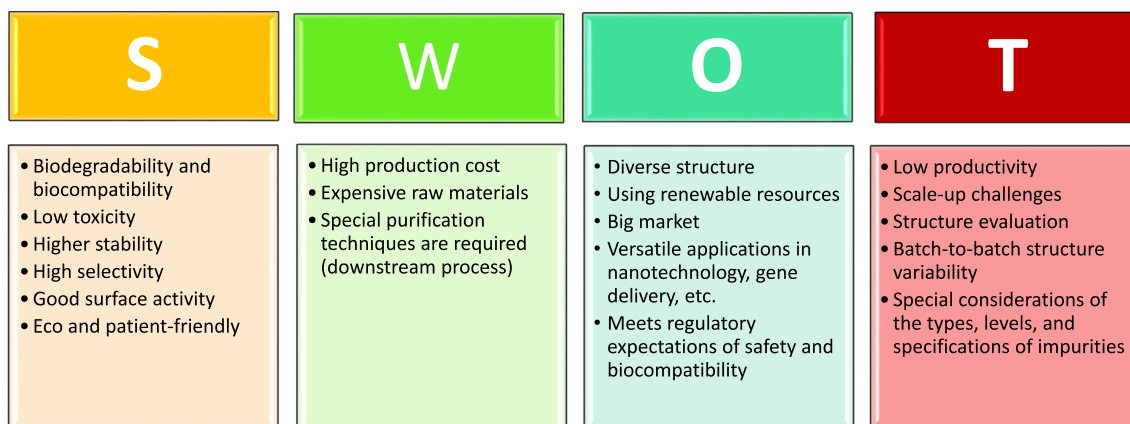 S
W
O
T
• Biodegradability and
biocompatibility
• Low toxicity
• Higher stability
• High selectivity
• Good surface activity
• Eco and patient-friendly
• High production cost
• Expensive raw materials
• Special purification
techniques are required
(downstream process)
• Diverse structure
• Using renewable resources
• Big market
• Versatile applications in
nanotechnology, gene
delivery, etc.
• Meets regulatory
expectations of safety and
biocompatibility
• Low productivity
• Scale-up challenges
• Structure evaluation
• Batch-to-batch structure
variability
• Special considerations of
the types, levels, and
specifications of impurities